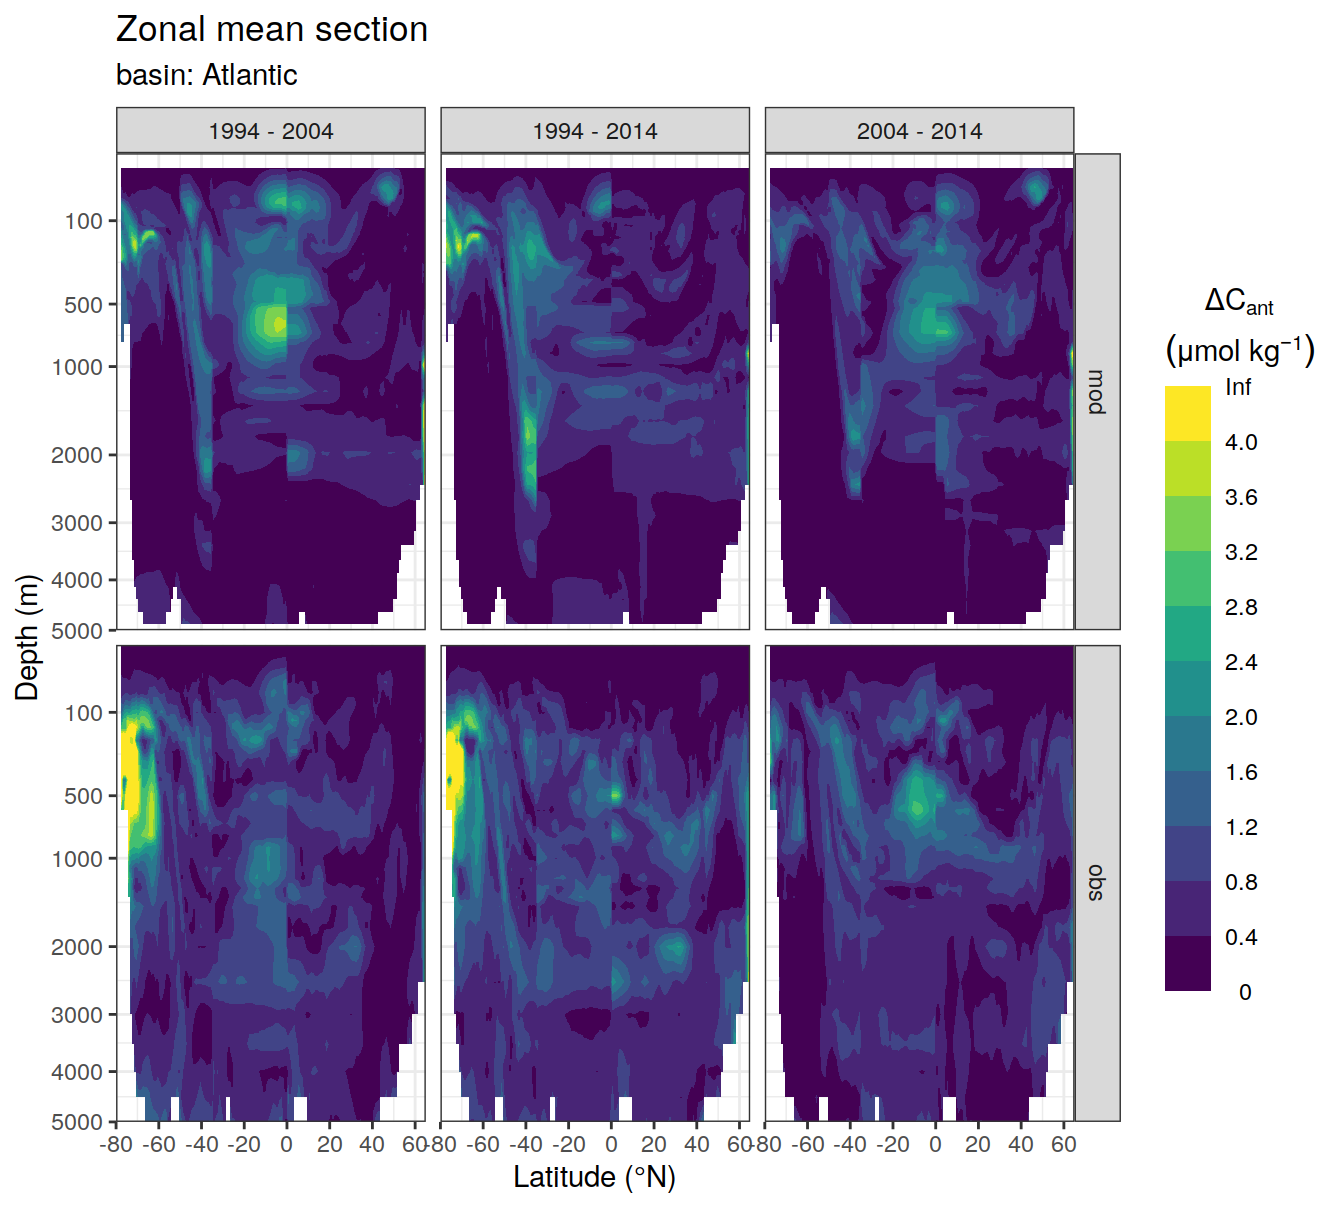 Zonal mean section
basin: Atlantic
1994 - 2004
1994 - 2014
2004 - 2014
100
500
1000
2000
3000
4000
5000
mod
100
500
1000
2000
3000
4000
5000
obs
Depth (m)
-80 -60 -40 -20 0 20 40 60
-80 -60 -40 -20 0 20 40 60
-80 -60 -40 -20 0 20 40 60
Latitude (°N)
ΔCant
(μmol kg⁻¹)
Inf
4.0
3.6
3.2
2.8
2.4
2.0
1.6
1.2
0.8
0.4
0